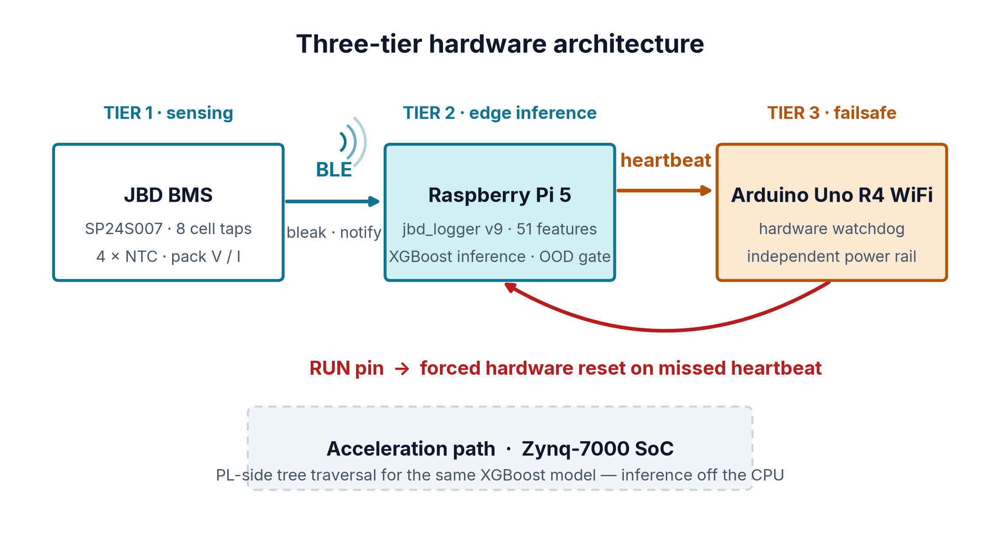 Three-tier hardware architecture
TIER 1 · sensing
TIER 2 · edge inference
TIER 3 · failsafe
BLE
heartbeat
JBD BMS
Raspberry Pi 5
Arduino Uno R4 WiFi
SP24S007 · 8 cell taps
bleak · notify
jbd_logger v9 · 51 features
hardware watchdog
4 × NTC · pack V / I
XGBoost inference · OOD gate
independent power rail
RUN pin → forced hardware reset on missed heartbeat
Acceleration path · Zynq-7000 SoC
PL-side tree traversal for the same XGBoost model — inference off the CPU